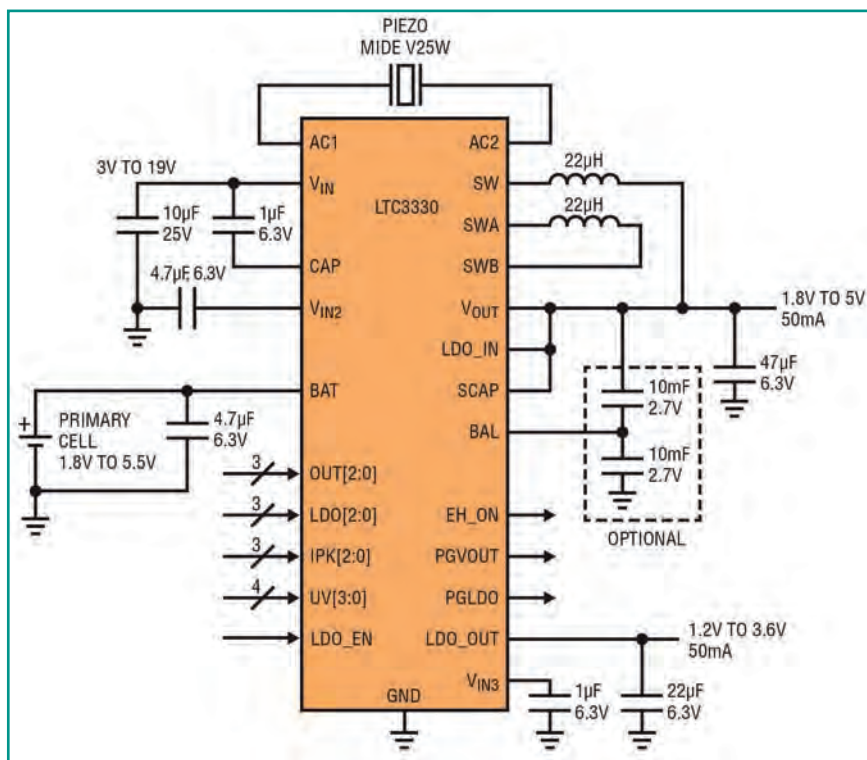 PIEZO
MIDE V25W
AC1
AC2
3V TO 19V
VIN
LTC3330
SW
22µH
10µF
25V
1µF
6.3V
SWA
22µH
CAP
SWB
4.7µF, 6.3V
VIN2
VOUT
1.8V TO 5V
50mA
LDO_IN
47µF
6.3V
BAT
SCAP
10mF
2.7V
+
PRIMARY
CELL
1.8V TO 5.5V
4.7µF
6.3V
BAL
10mF
2.7V
3
OUT[2:0]
3
LDO[2:0]
EH_ON
OPTIONAL
3
IPK[2:0]
PGVOUT
4
UV[3:0]
PGLDO
LDO_EN
LDO_OUT
1.2V TO 3.6V
50mA
VIN3
GND
1µF
6.3V
22µF
6.3V